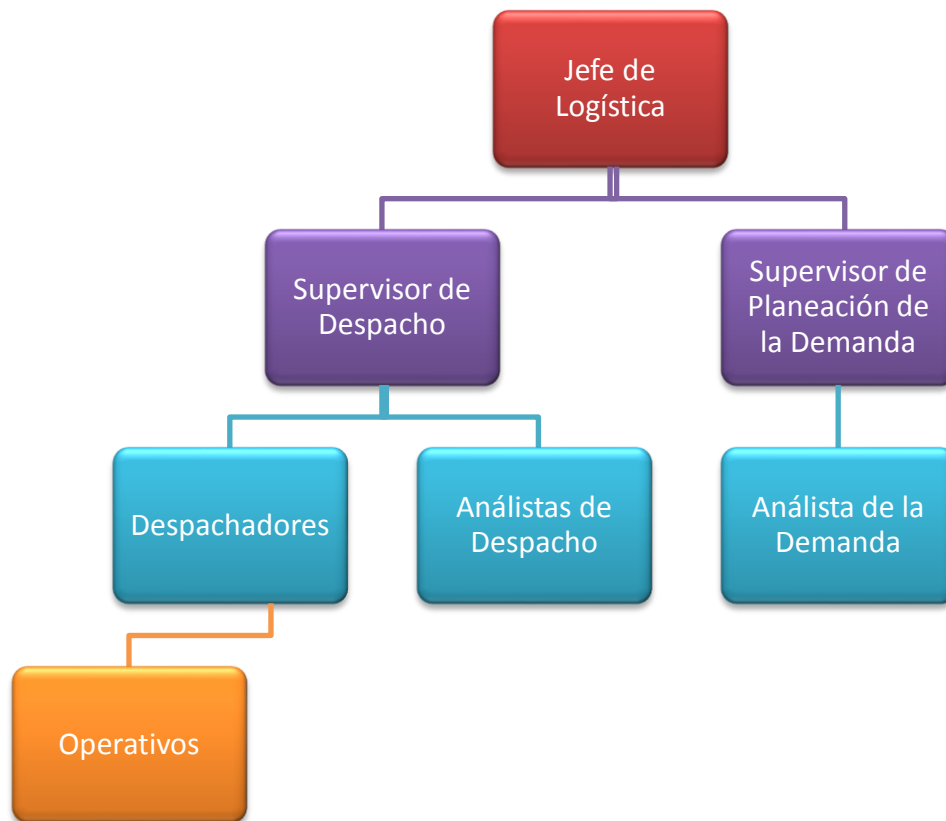 Jefe de
Logística
Supervisor de
Despacho
Supervisor de
Planeación de
la Demanda
Despachadores
Análistas de
Despacho
Análista de la
Demanda
Operativos